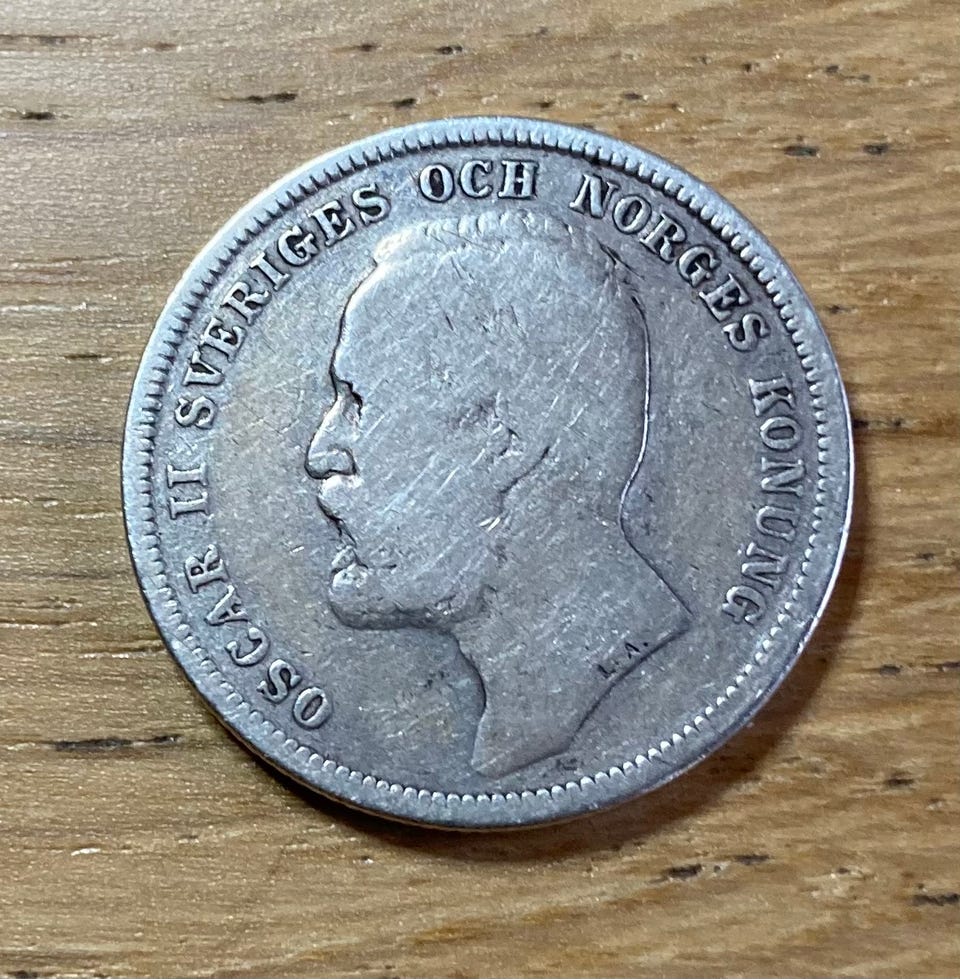 OSCAR II SVERIGES OCH NORGES KONUNG
L. A.